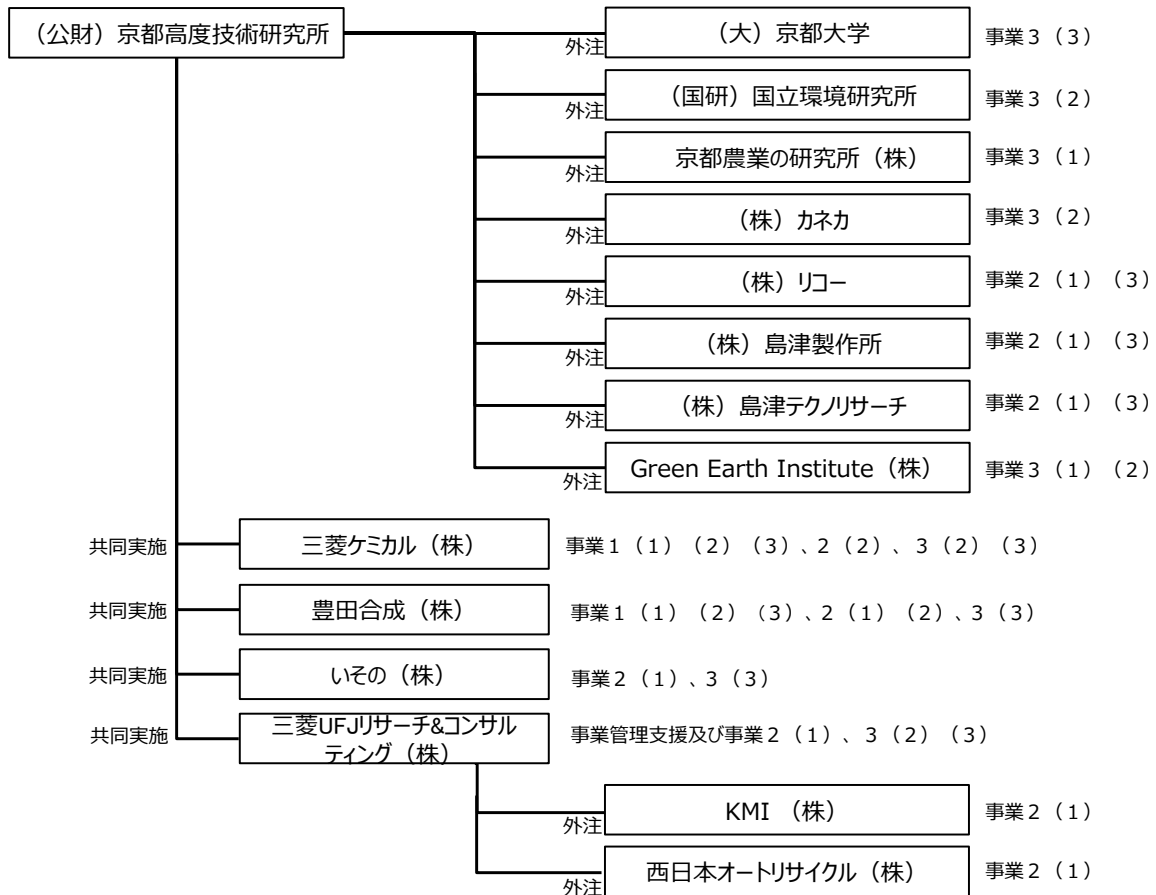 （公財）京都高度技術研究所
外注
（大）京都大学
事業３（３）
外注
（国研）国立環境研究所
事業３（２）
外注
京都農業の研究所（株）
事業３（１）
外注
（株）カネカ
事業３（２）
外注
（株）リコー
事業２（１）（３）
外注
（株）島津製作所
事業２（１）（３）
外注
（株）島津テクノリサーチ
事業２（１）（３）
外注
Green Earth Institute（株）
事業３（１）（２）
共同実施
三菱ケミカル（株）
事業１（１）（２）（３）、２（２）、３（２）（３）
共同実施
豊田合成（株）
事業１（１）（２）（３）、２（１）（２）、３（３）
共同実施
いその（株）
事業２（１）、３（３）
共同実施
三菱UFJリサーチ&コンサル
ティング（株）
事業管理支援及び事業２（１）、３（２）（３）
外注
KMI （株）
事業２（１）
外注
西日本オートリサイクル（株）
事業２（１）